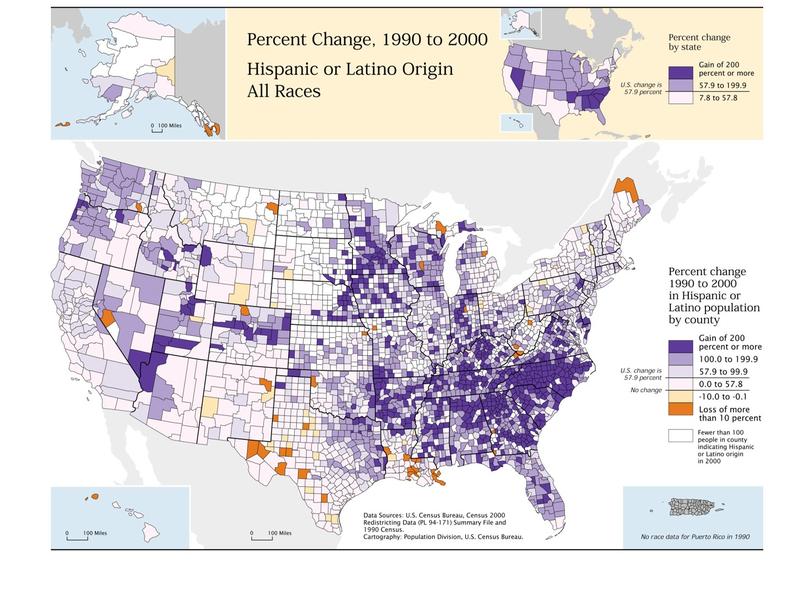 Percent Change, 1990 to 2000
Hispanic or Latino Origin
All Races
0 100 Miles
Percent change
by state
U.S. change is
57.9 percent
Gain of 200
percent or more
57.9 to 199.9
7.8 to 57.8
Percent change
1990 to 2000
in Hispanic or
Latino population
by county
Gain of 200
percent or more
100.0 to 199.9
U.S. change is
57.9 percent
57.9 to 99.9
No change
0.0 to 57.8
-10.0 to -0.1
Loss of more
than 10 percent
Fewer than 100
people in county
indicating Hispanic
or Latino origin
in 2000
0 100 Miles
0 100 Miles
Data Sources: U.S. Census Bureau, Census 2000
Redistricting Data (PL 94-171) Summary File and
1990 Census.
Cartography: Population Division, U.S. Census Bureau.
No race data for Puerto Rico in 1990